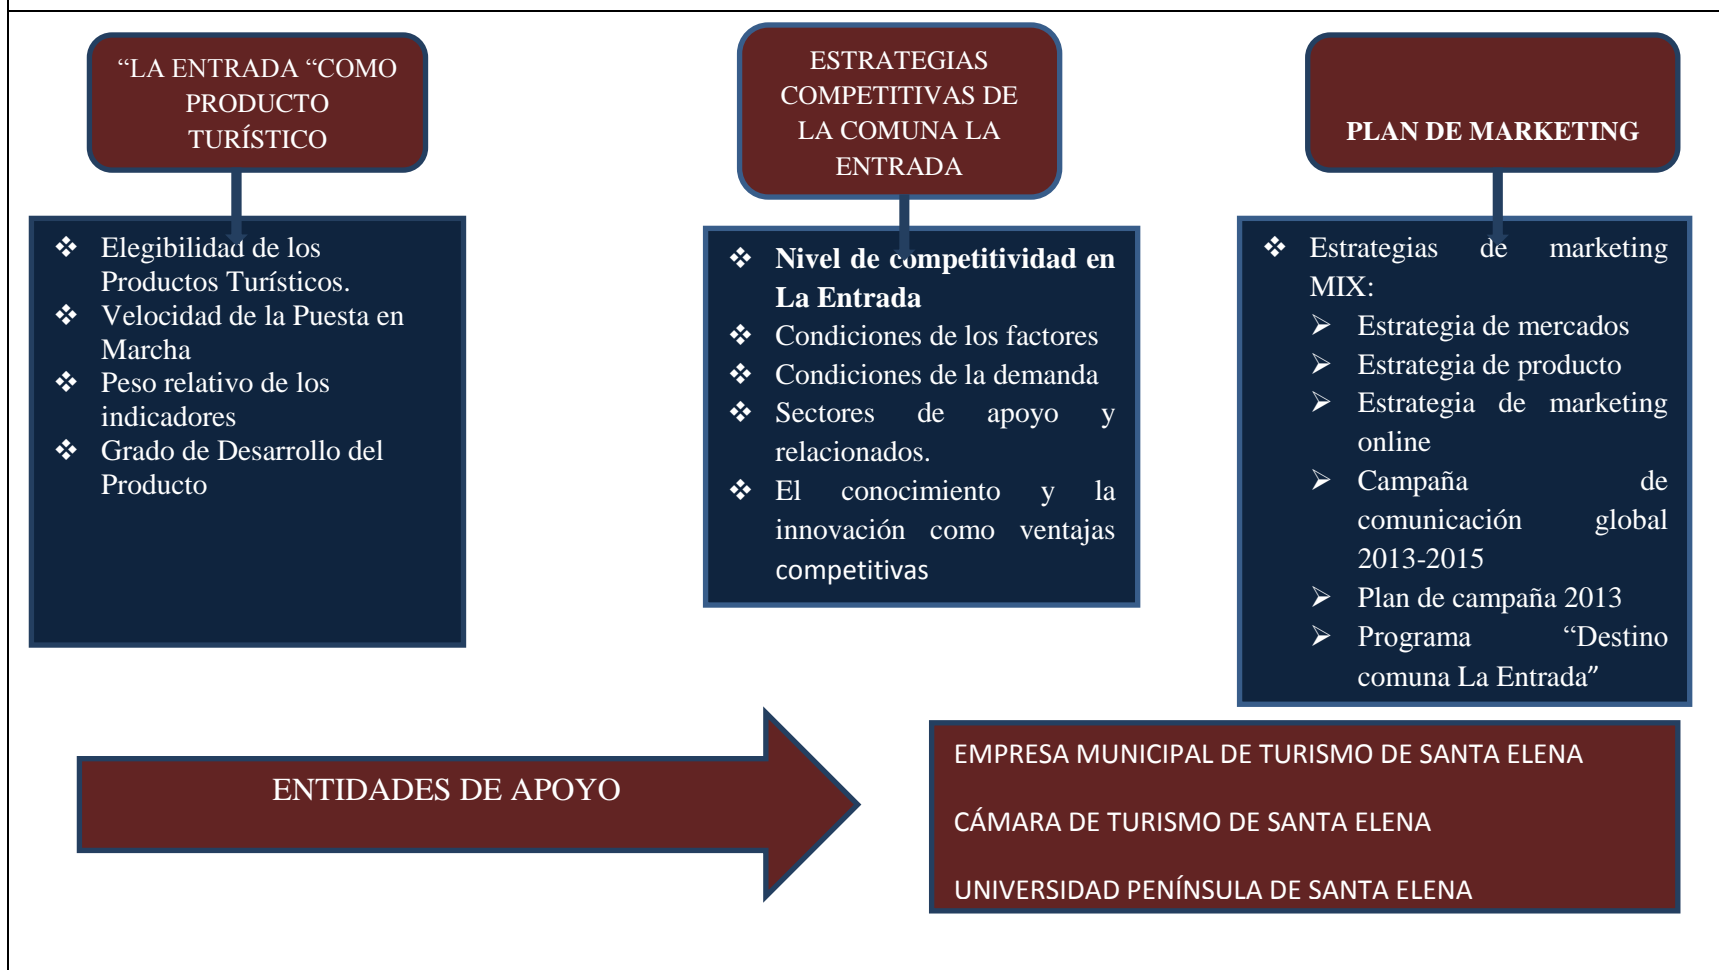 “LA ENTRADA “COMO
PRODUCTO
TURÍSTICO
❖ Elegibilidad de los
Productos Turísticos.
❖ Velocidad de la Puesta en
Marcha
❖ Peso relativo de los
indicadores
❖ Grado de Desarrollo del
Producto
ESTRATEGIAS
COMPETITIVAS DE
LA COMUNA LA
ENTRADA
❖ Nivel de competitividad en
La Entrada
❖ Condiciones de los factores
❖ Condiciones de la demanda
❖ Sectores de apoyo y
relacionados.
❖ El conocimiento y la
innovación como ventajas
competitivas
PLAN DE MARKETING
❖ Estrategias de marketing
MIX:
➢ Estrategia de mercados
➢ Estrategia de producto
➢ Estrategia de marketing
online
➢ Campaña de
comunicación global
2013-2015
➢ Plan de campaña 2013
➢ Programa “Destino
comuna La Entrada”
ENTIDADES DE APOYO
EMPRESA MUNICIPAL DE TURISMO DE SANTA ELENA
CÁMARA DE TURISMO DE SANTA ELENA
UNIVERSIDAD PENÍNSULA DE SANTA ELENA